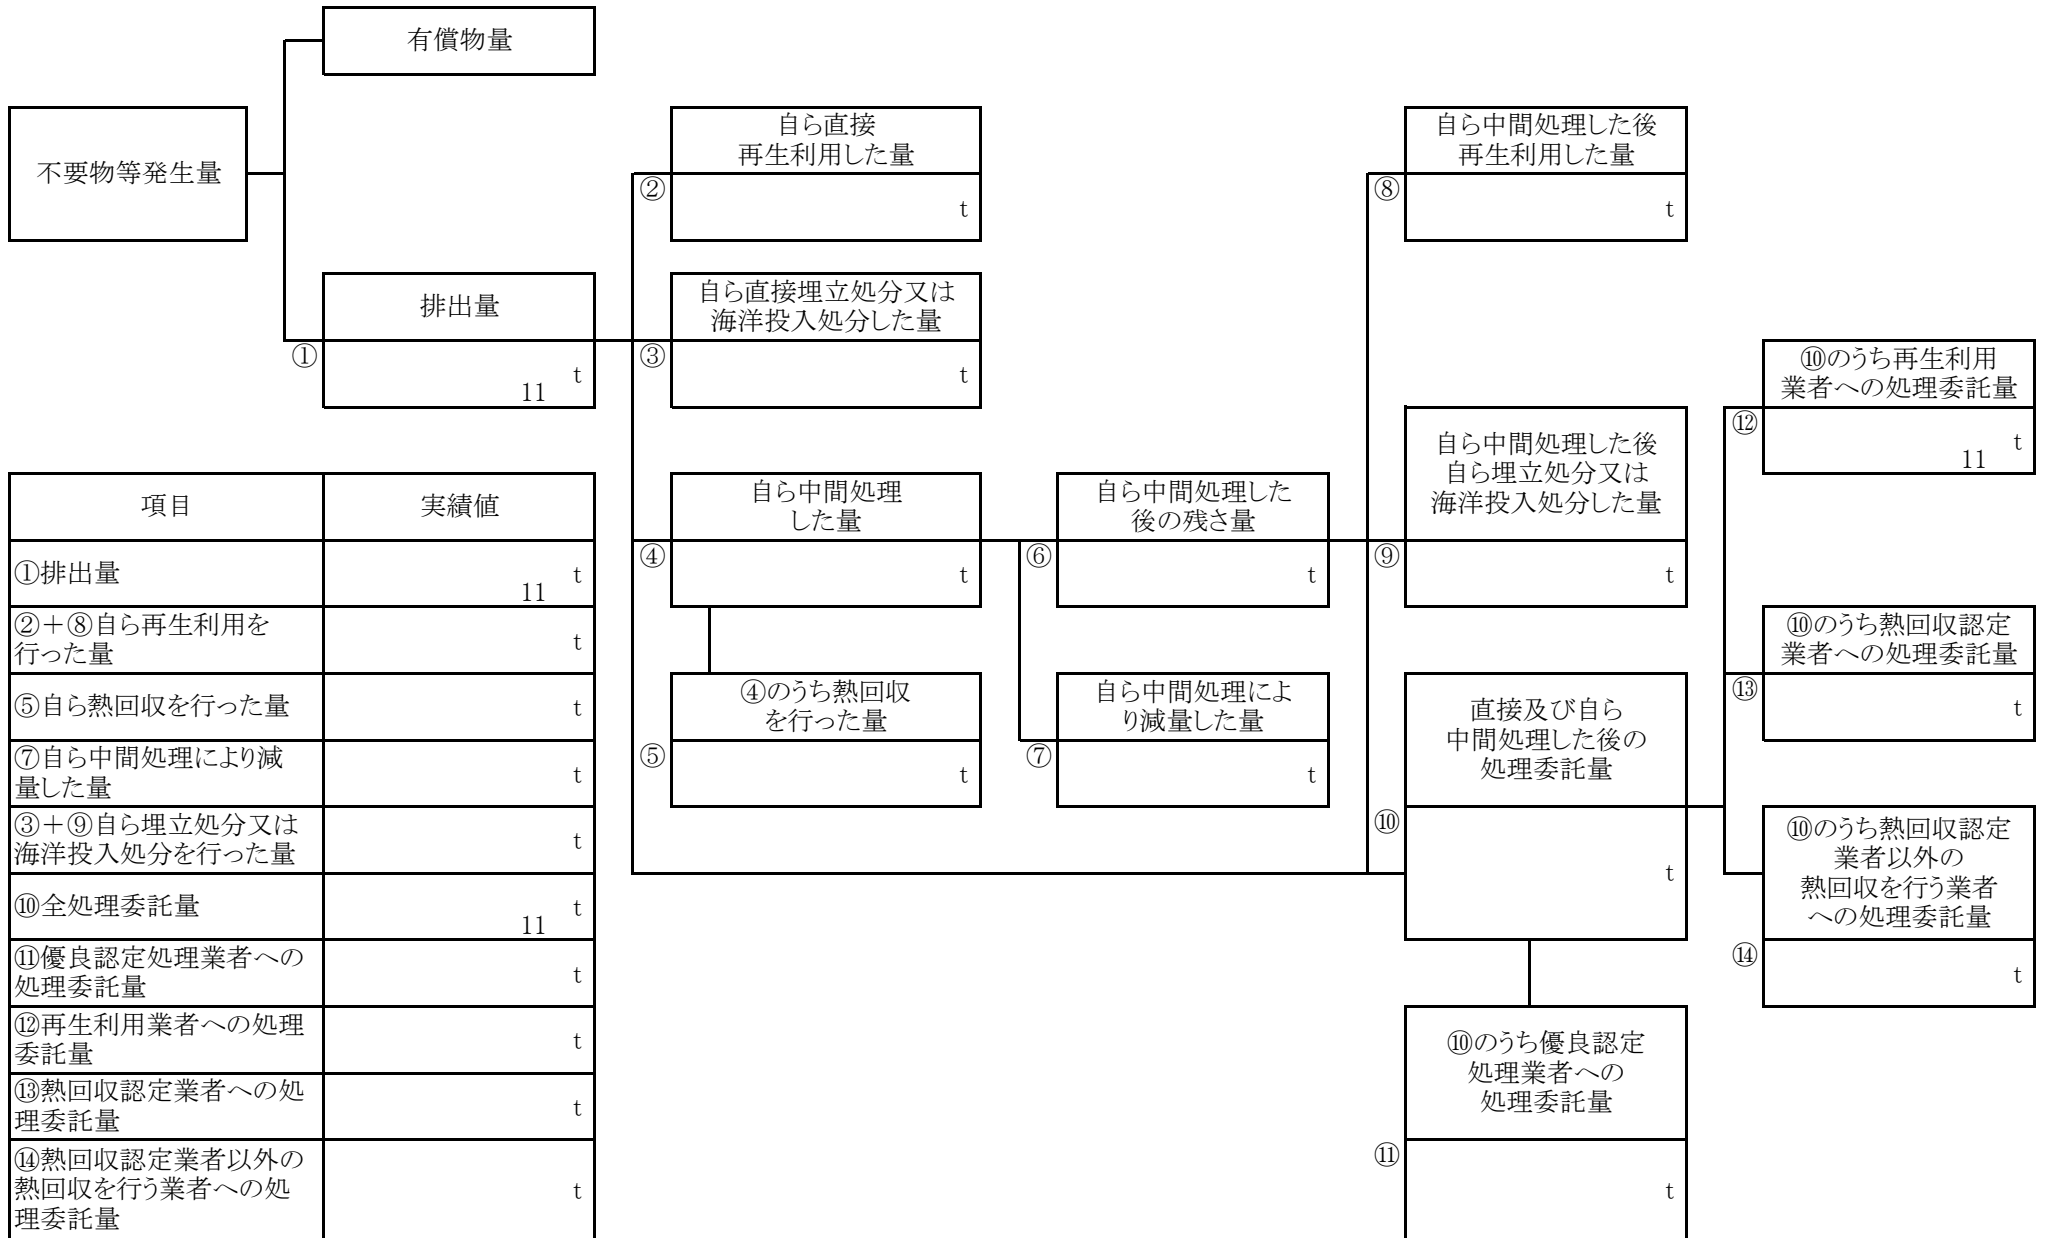 有償物量
不要物等発生量
自ら直接
再生利用した量
②
t
自ら中間処理した後
再生利用した量
⑧
t
排出量
①
t
11
自ら直接埋立処分又は
海洋投入処分した量
③
t
⑩のうち再生利用
業者への処理委託量
⑫
t
11
自ら中間処理
した量
④
t
自ら中間処理した
後の残さ量
⑥
t
自ら中間処理した後
自ら埋立処分又は
海洋投入処分した量
⑨
t
⑩のうち熱回収認定
業者への処理委託量
⑬
t
④のうち熱回収
を行った量
⑤
t
自ら中間処理によ
り減量した量
⑦
t
直接及び自ら
中間処理した後の
処理委託量
⑩
t
⑩のうち熱回収認定
業者以外の
熱回収を行う業者
への処理委託量
⑭
t
⑩のうち優良認定
処理業者への
処理委託量
⑪
t
項目 実績値
①排出量 t
11
②+⑧自ら再生利用を
行った量 t
⑤自ら熱回収を行った量 t
⑦自ら中間処理により減
量した量 t
③+⑨自ら埋立処分又は
海洋投入処分を行った量 t
⑩全処理委託量 t
11
⑪優良認定処理業者への
処理委託量 t
⑫再生利用業者への処理
委託量 t
⑬熱回収認定業者への処
理委託量 t
⑭熱回収認定業者以外の
熱回収を行う業者への処
理委託量 t